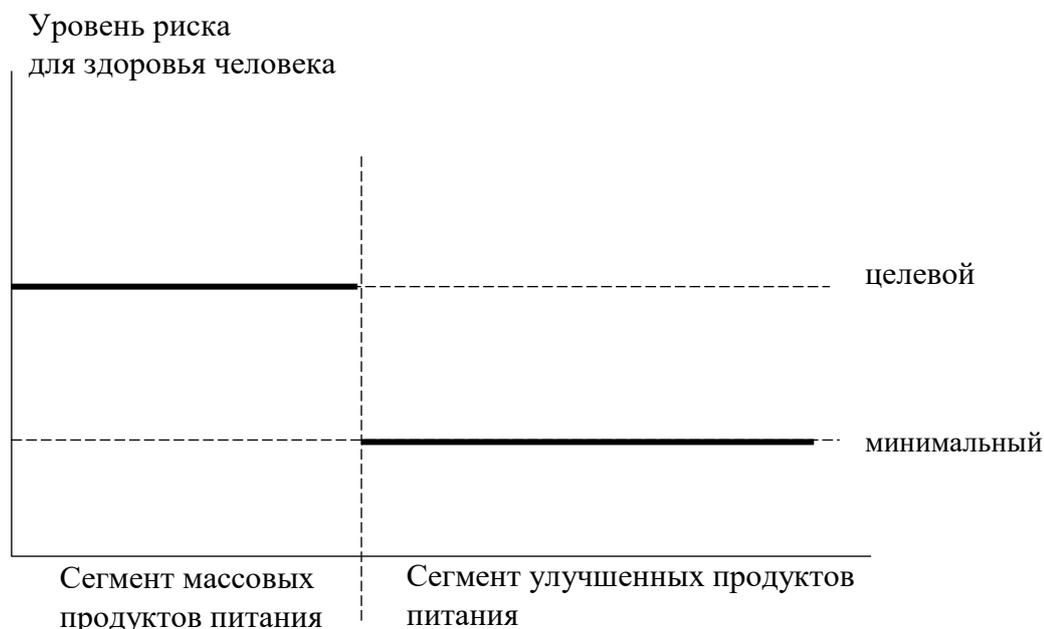 Уровень риска
для здоровья человека
целевой
минимальный
Сегмент массовых
продуктов питания
Сегмент улучшенных продуктов
питания